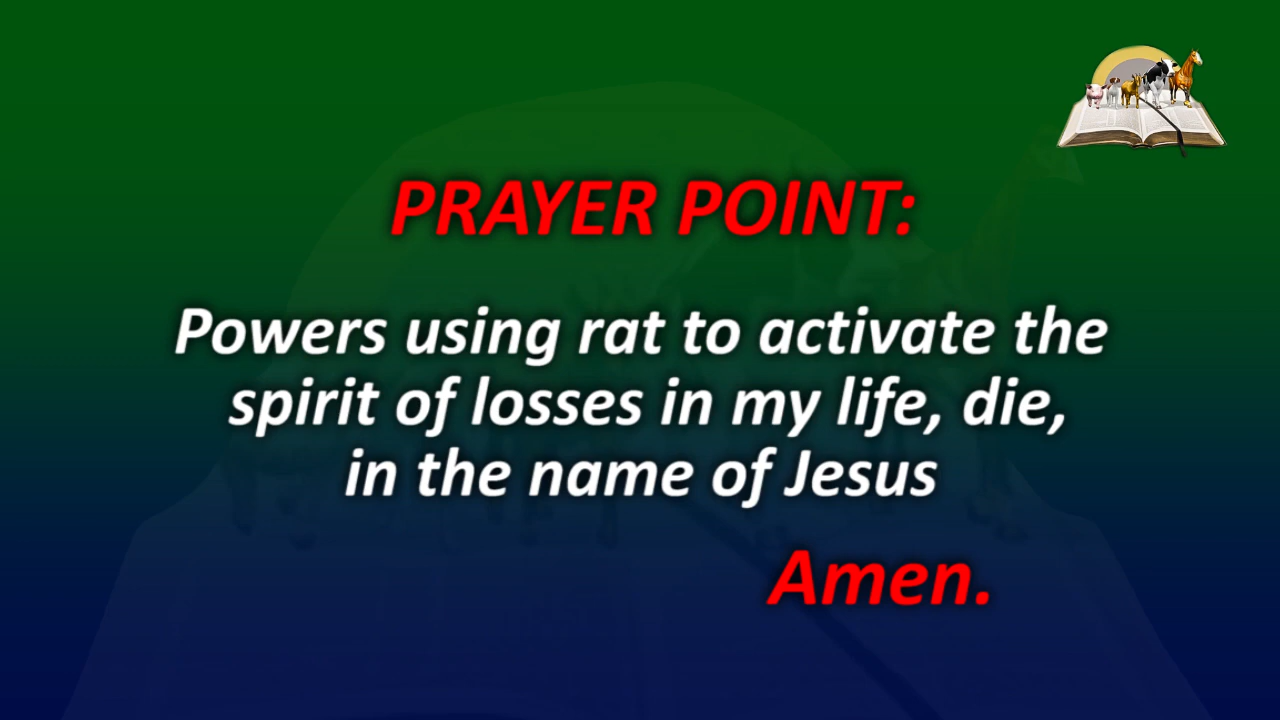 PRAYER POINT:
Powers using rat to activate the
spirit of losses in my life, die,
in the name of Jesus
Amen.